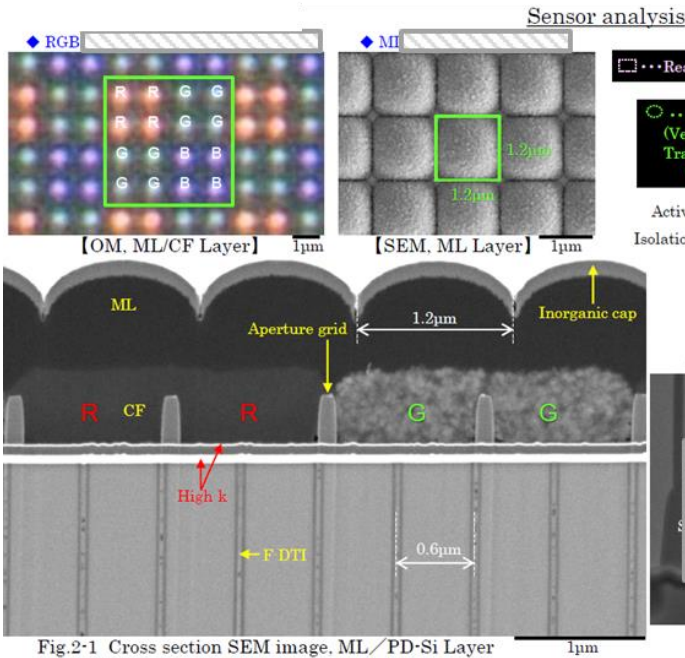 Sensor analysis
◆ RGB
◆ ML
R R G G
R R G G
G G B B
G G B B
1.2μm
1.2μm
【OM, ML/CF Layer】
1μm
【SEM, ML Layer】
1μm
(Ve
Tra
Activ
Isolation
ML
Aperture grid
1.2μm
Inorganic cap
R
CF
R
G
G
High k
F DTI
0.6μm
Fig.2-1 Cross section SEM image, ML／PD-Si Layer
1μm